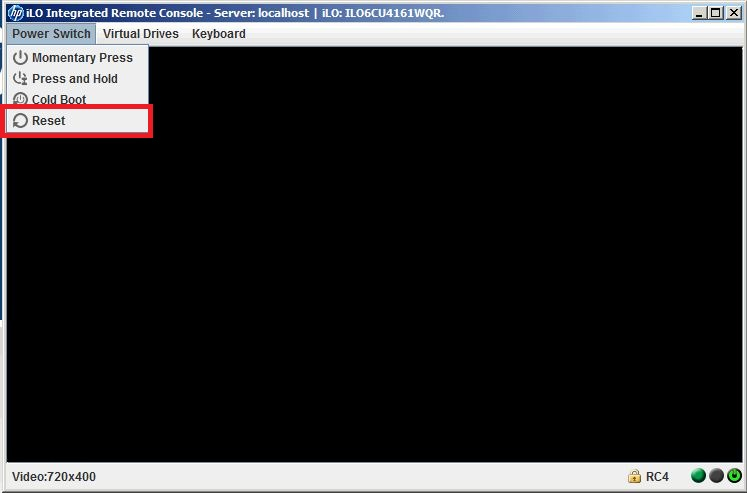 hp iLO Integrated Remote Console - Server: localhost | iLO: ILO6CU4161WQR.
Power Switch Virtual Drives Keyboard
Momentary Press
Press and Hold
Cold Boot
Reset
Video:720x400 RC4